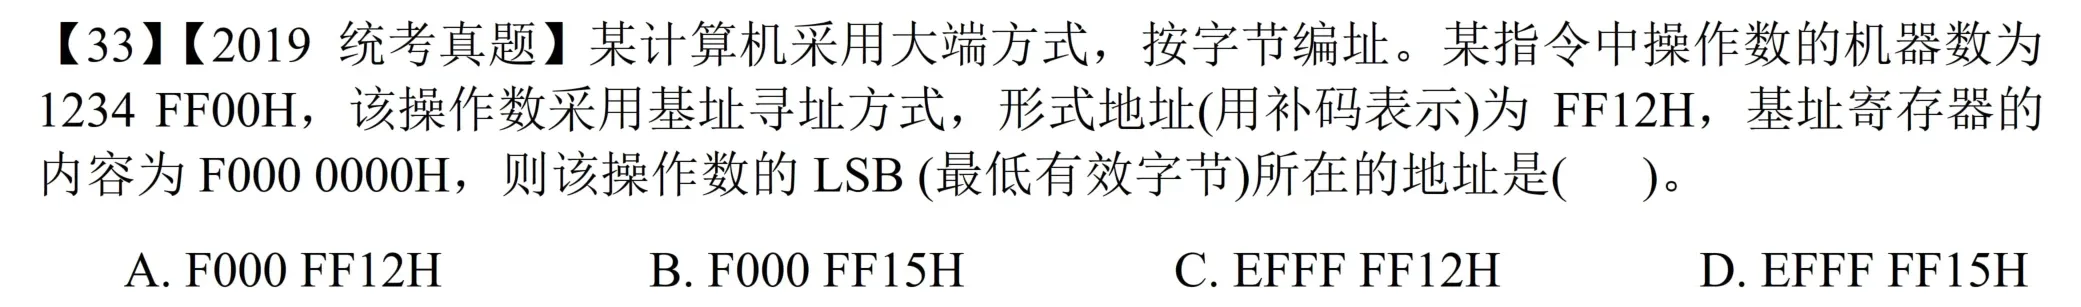 【33】【2019 统考真题】某计算机采用大端方式，按字节编址。某指令中操作数的机器数为
1234 FF00H，该操作数采用基址寻址方式，形式地址(用补码表示)为 FF12H，基址寄存器的
内容为 F000 0000H，则该操作数的 LSB (最低有效字节)所在的地址是(    )。
A. F000 FF12H B. F000 FF15H C. EFFF FF12H D. EFFF FF15H